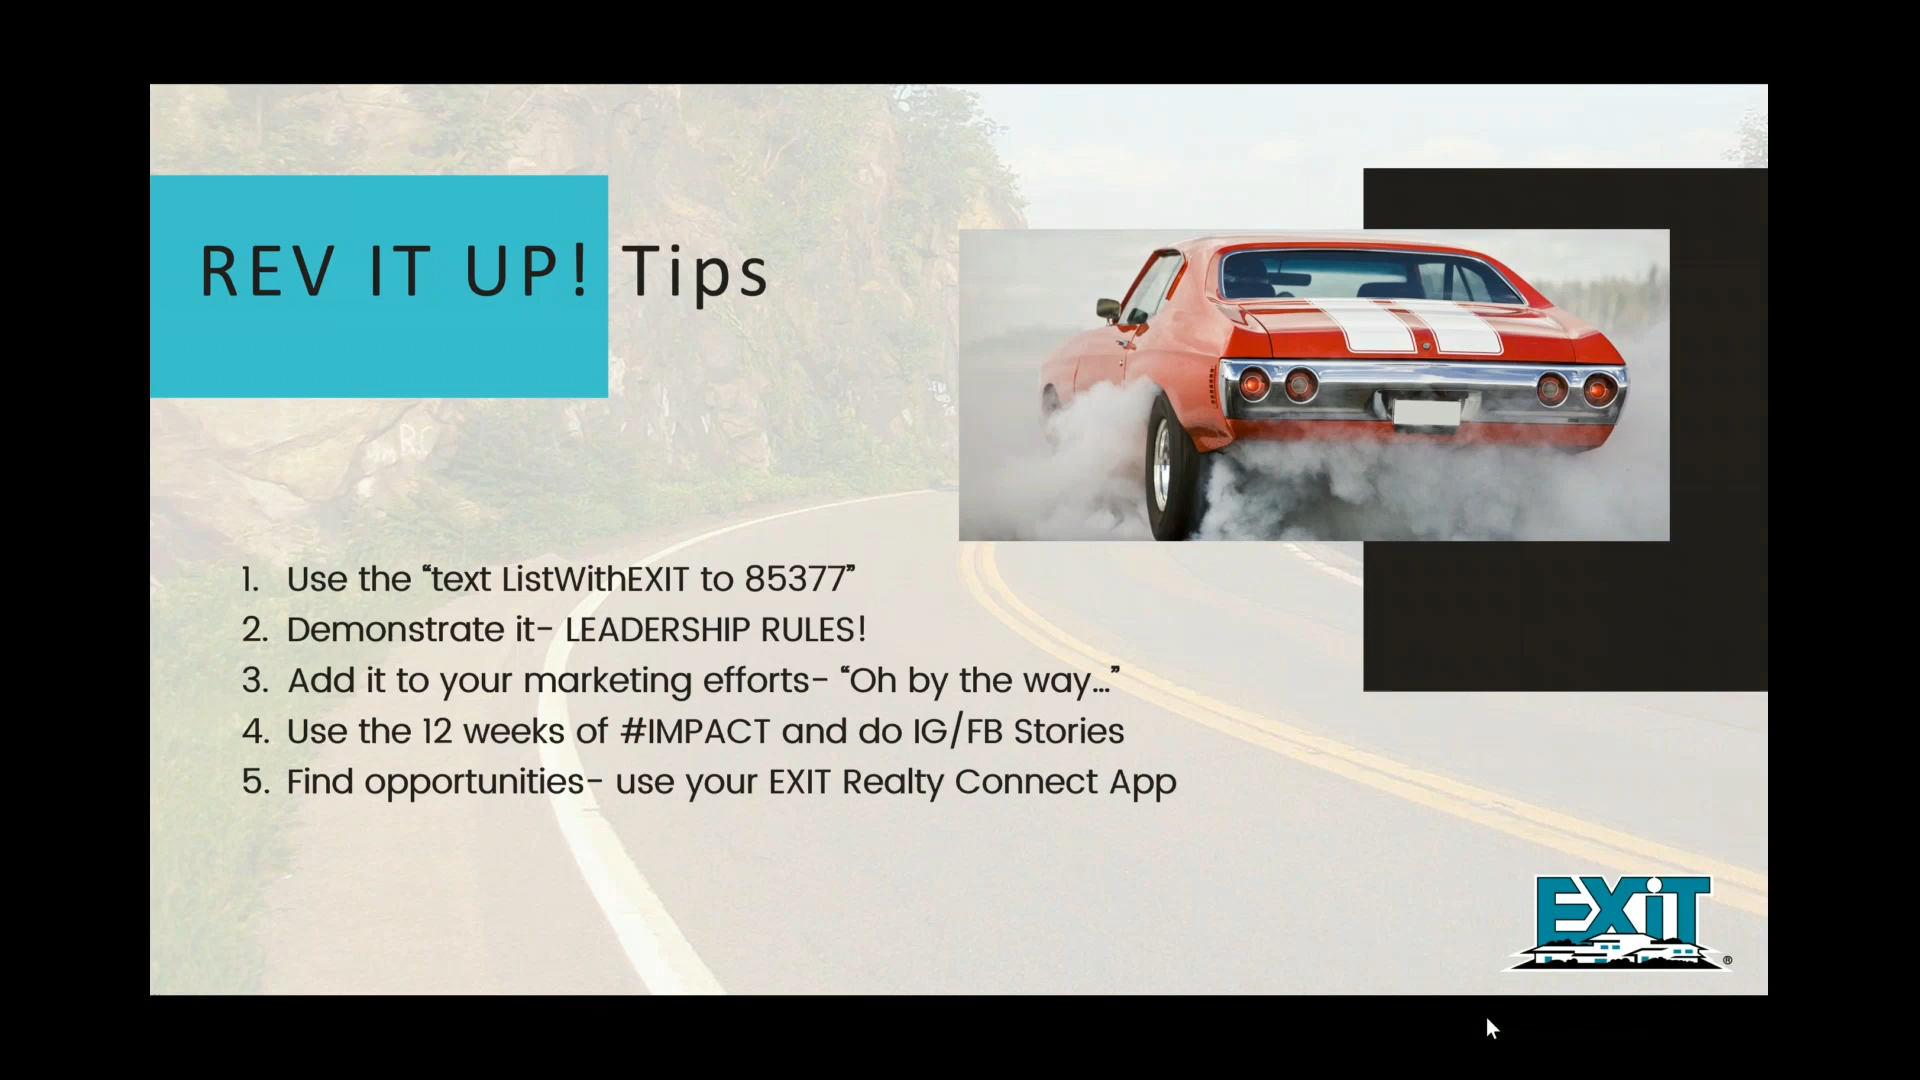 REV IT UP! Tips
1. Use the “text ListWithEXIT to 85377”
2. Demonstrate it- LEADERSHIP RULES!
3. Add it to your marketing efforts- “Oh by the way...”
4. Use the 12 weeks of #IMPACT and do IG/FB Stories
5. Find opportunities- use your EXIT Realty Connect App
EXiT
®